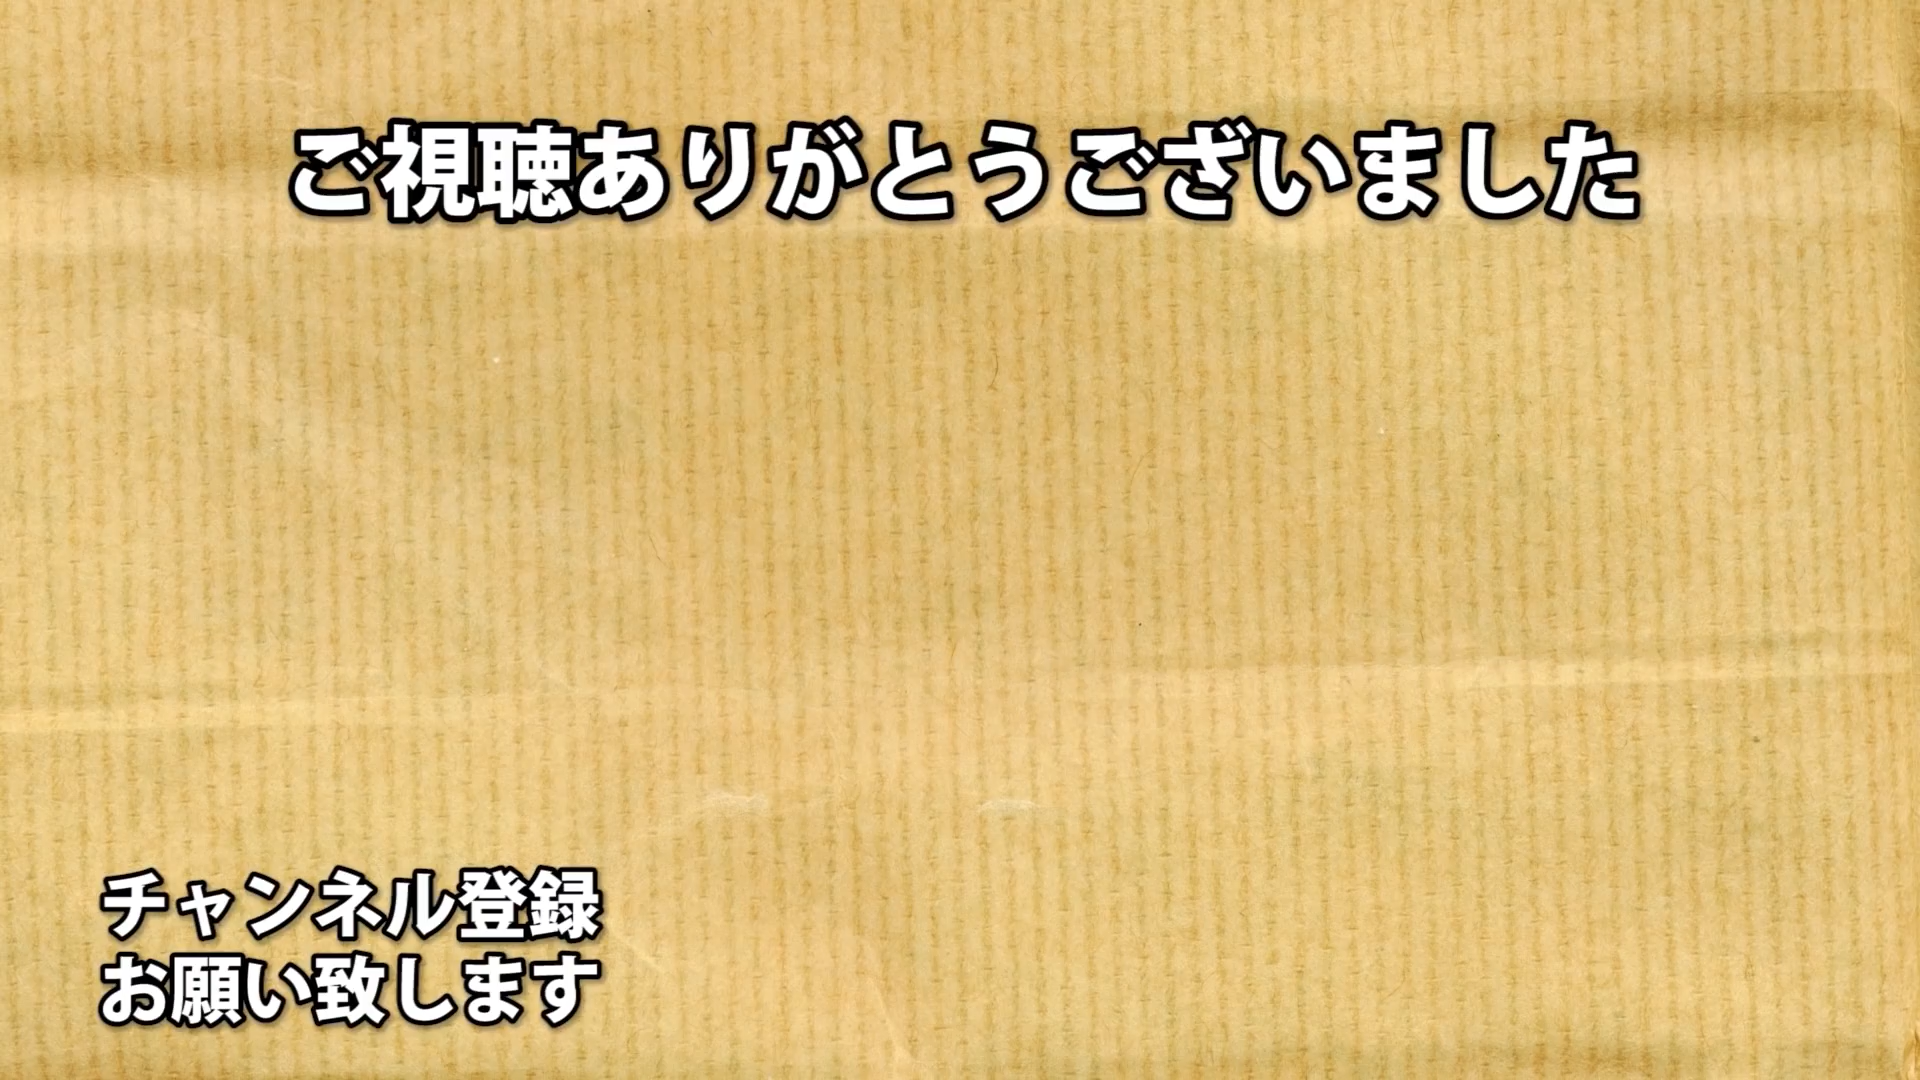 ご視聴ありがとうございました
チャンネル登録
お願い致します